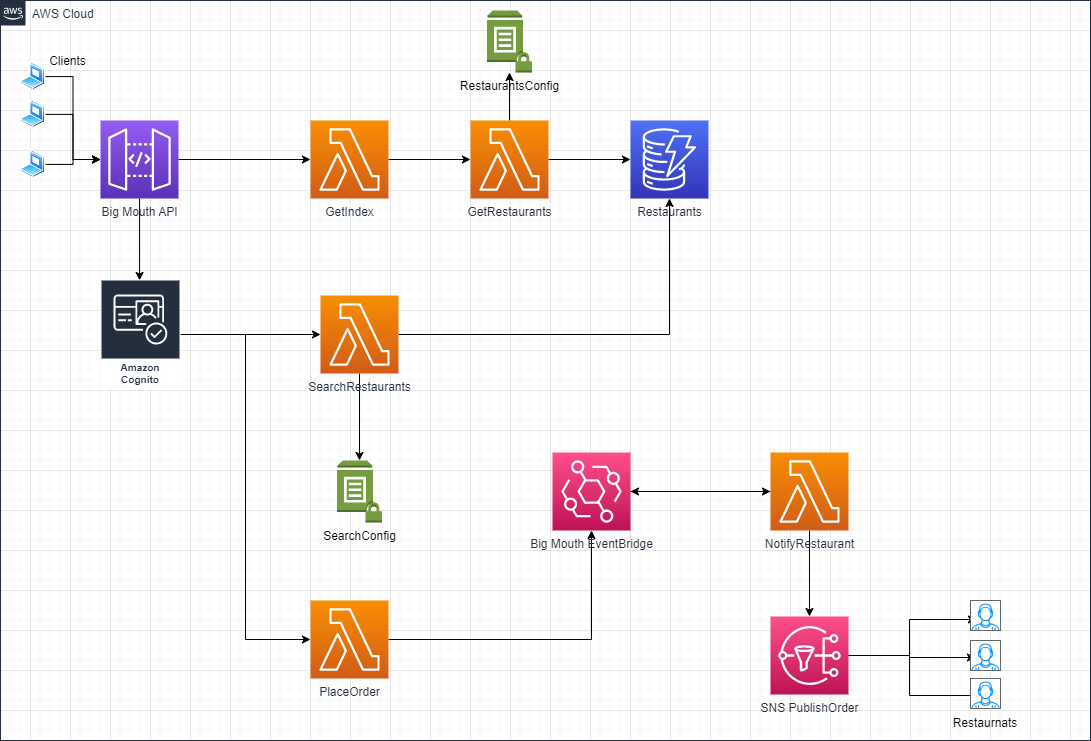 aws
AWS Cloud
Clients
RestaurantsConfig
</>
Big Mouth API
GetIndex
GetRestaurants
Restaurants
Amazon
Cognito
SearchRestaurants
SearchConfig
Big Mouth EventBridge
NotifyRestaurant
PlaceOrder
SNS PublishOrder
Restaurnats